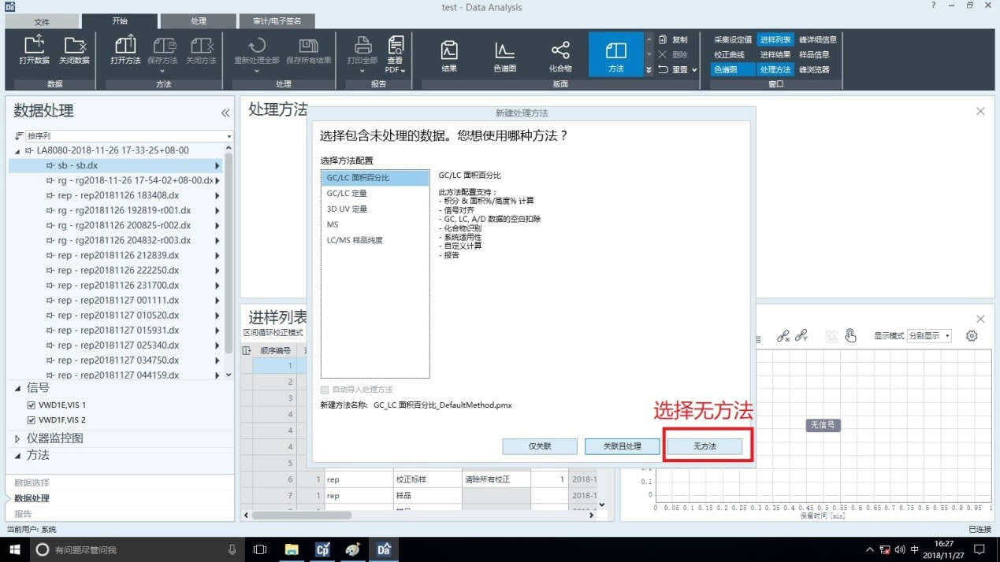 Da
test - Data Analysis
?
文件
开始
处理
审计/电子签名
打开数据
关闭数据
打开方法
保存方法
关闭方法
重新处理全部
保存所有结果
打印全部
查看
PDF
结果
色谱图
化合物
方法
复制
删除
重置
采集设定值
进样列表
峰详细信息
校正曲线
进样结果
样品信息
色谱图
处理方法
峰浏览器
数据
方法
处理
报告
版面
窗口
数据处理
按序列
LA8080-2018-11-26 17-33-25+08-00
sb - sb.dx
rg - rg2018-11-26 17-54-02+08-00.dx
rep - rep20181126 183408.dx
rg - rg20181126 192819-r001.dx
rg - rg20181126 200825-r002.dx
rg - rg20181126 204832-r003.dx
rep - rep20181126 212839.dx
rep - rep20181126 222250.dx
rep - rep20181126 231700.dx
rep - rep20181127 001111.dx
rep - rep20181127 010520.dx
rep - rep20181127 015931.dx
rep - rep20181127 025340.dx
rep - rep20181127 034750.dx
rep - rep20181127 044159.dx
信号
VWD1E,VIS 1
VWD1F,VIS 2
仪器监控图
方法
数据选择
数据处理
报告
当前用户: 系统
已连接
处理方法
新建处理方法
选择包含未处理的数据。您想使用哪种方法？
选择方法配置
GC/LC 面积百分比
GC/LC 定量
3D UV 定量
MS
LC/MS 样品纯度
GC/LC 面积百分比
此方法配置支持：
- 积分 & 面积%/高度% 计算
- 信号对齐
- GC, LC, A/D 数据的空白扣除
- 化合物识别
- 系统适用性
- 自定义计算
- 报告
自动导入处理方法
新建方法名称: GC_LC 面积百分比_DefaultMethod.pmx
选择无方法
仅关联
关联且处理
无方法
进样列表
区间循环校正模式
顺序编号
1
2
3
4
4
4
5
6 1 rep 校正标样 清除所有校正 1 2018-1
7 1 rep 样品 2018-1
显示模式 分别显示
无信号
0.1
0
0 0.05 0.1 0.15 0.2 0.25 0.3 0.35 0.4 0.45 0.5 0.55 0.6 0.65 0.7 0.75 0.8 0.85 0.9 0.95 1
保留时间 [min]
有问题尽管问我
Cp
Da
中
16:27
2018/11/27